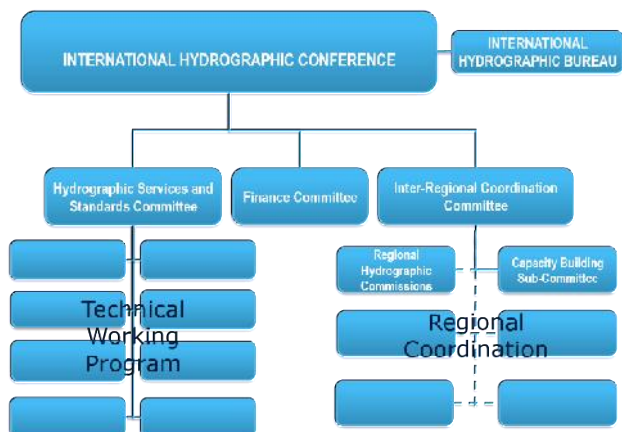 INTERNATIONAL HYDROGRAPHIC CONFERENCE
INTERNATIONAL
HYDROGRAPHIC BUREAU
Hydrographic Services and
Standards Committee
Finance Committee
Inter-Regional Coordination
Committee
Regional
Hydrographic
Commissions
Capacity Building
Sub-Committee
Technical
Working
Program
Regional
Coordination